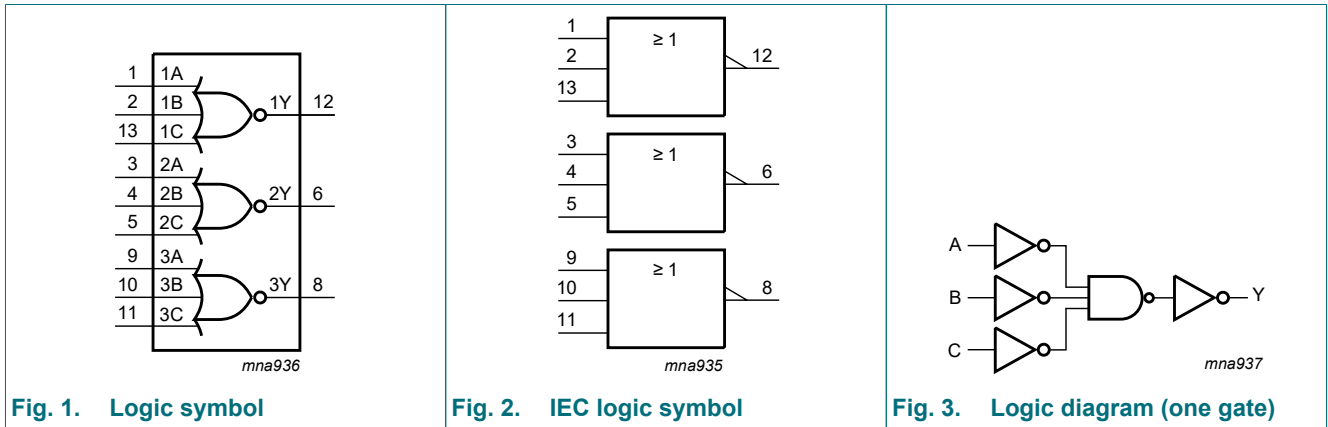 1 1A
2 1B 1Y 12
13 1C
3 2A
4 2B 2Y 6
5 2C
9 3A
10 3B 3Y 8
11 3C
mna936
Fig. 1. Logic symbol
1 ≥ 1
2 12
13
3 ≥ 1
4 6
5
9 ≥ 1
10 8
11
mna935
Fig. 2. IEC logic symbol
A
B Y
C
mna937
Fig. 3. Logic diagram (one gate)